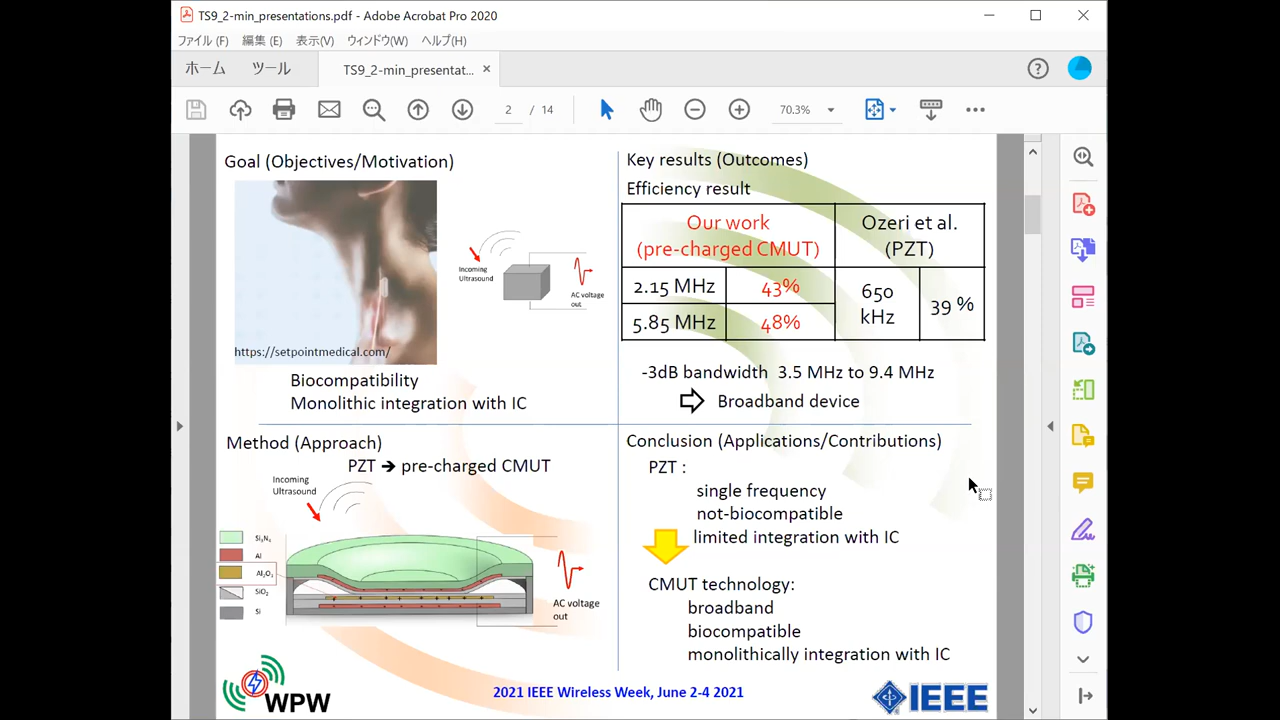 TS9_2-min_presentations.pdf - Adobe Acrobat Pro 2020
ファイル (F) 編集 (E) 表示(V) ウィンドウ(W) ヘルプ(H)
ホーム ツール TS9_2-min_presentat... ×
2 / 14 70.3%
Goal (Objectives/Motivation)
Incoming
Ultrasound
AC voltage
out
https://setpointmedical.com/
Biocompatibility
Monolithic integration with IC
Key results (Outcomes)
Efficiency result
Our work
(pre-charged CMUT)
Ozeri et al.
(PZT)
2.15 MHz 43%
5.85 MHz 48%
650
kHz
39 %
-3dB bandwidth 3.5 MHz to 9.4 MHz
Broadband device
Method (Approach)
PZT → pre-charged CMUT
Incoming
Ultrasound
Si₃N₄
Al
Al₂O₃
SiO₂
Si
AC voltage
out
Conclusion (Applications/Contributions)
PZT :
single frequency
not-biocompatible
limited integration with IC
CMUT technology:
broadband
biocompatible
monolithically integration with IC
WPW
2021 IEEE Wireless Week, June 2-4 2021
IEEE